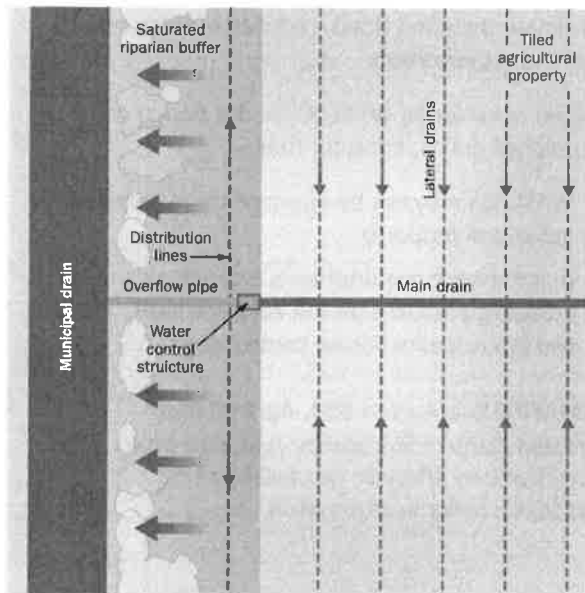 Saturated riparian
buffer
Tiled
agricultural
property
Lateral drains
Distribution
lines
Overflow pipe
Main drain
Municipal drain
Water
control
structure